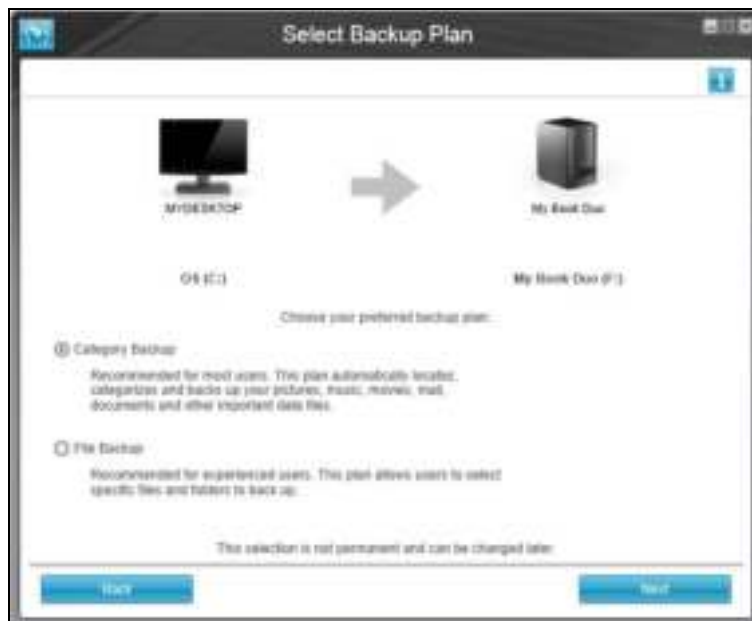 Select Backup Plan
MYDESKTOP
My Book Duo
OS (C:)
My Book Duo (F:)
Choose your preferred backup plan:
Category Backup
Recommended for most users. This plan automatically locates,
categorizes and backs up your pictures, music, movies, mail,
documents and other important data files.
File Backup
Recommended for experienced users. This plan allows users to select
specific files and folders to back up.
This selection is not permanent and can be changed later.
Back
Next